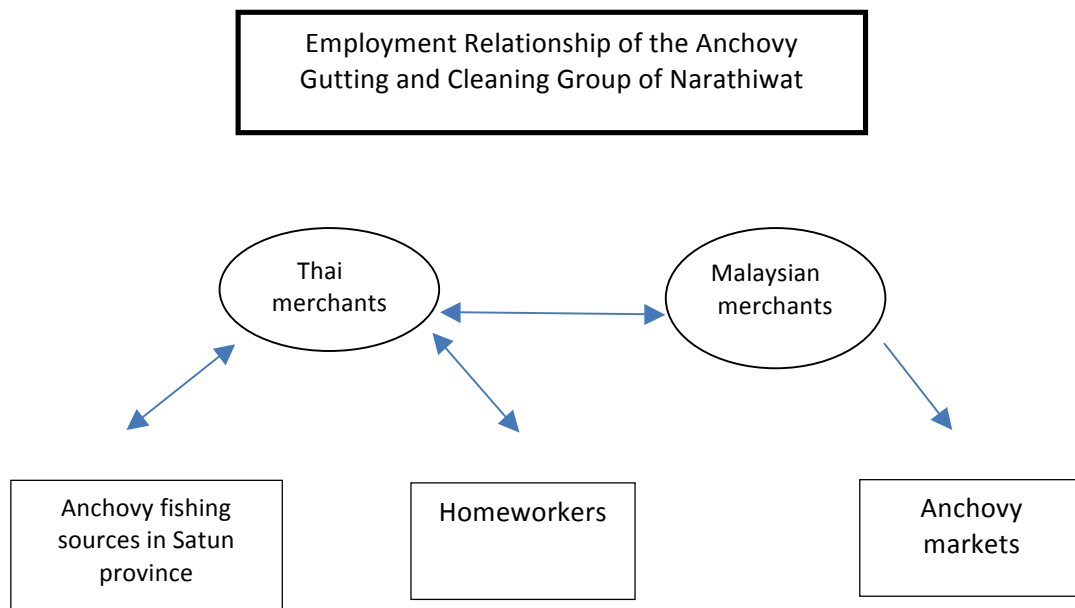 Employment Relationship of the Anchovy
Gutting and Cleaning Group of Narathiwat
Thai
merchants
Malaysian
merchants
Anchovy fishing
sources in Satun
province
Homeworkers
Anchovy
markets